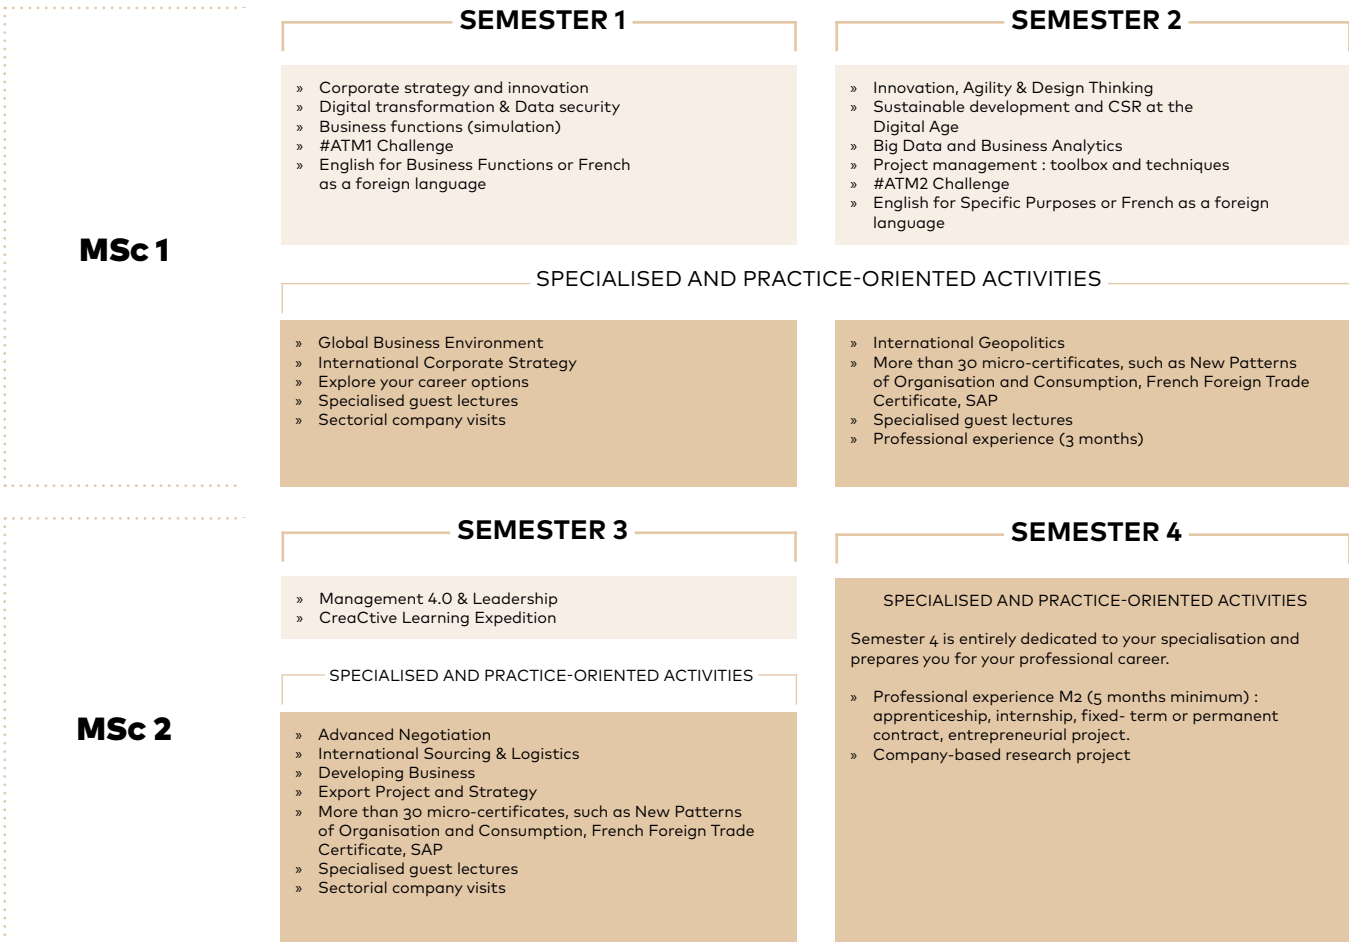 MSc 1
SEMESTER 1
» Corporate strategy and innovation
» Digital transformation & Data security
» Business functions (simulation)
» #ATM1 Challenge
» English for Business Functions or French
as a foreign language
SEMESTER 2
» Innovation, Agility & Design Thinking
» Sustainable development and CSR at the
Digital Age
» Big Data and Business Analytics
» Project management : toolbox and techniques
» #ATM2 Challenge
» English for Specific Purposes or French as a foreign
language
SPECIALISED AND PRACTICE-ORIENTED ACTIVITIES
» Global Business Environment
» International Corporate Strategy
» Explore your career options
» Specialised guest lectures
» Sectorial company visits
» International Geopolitics
» More than 30 micro-certificates, such as New Patterns
of Organisation and Consumption, French Foreign Trade
Certificate, SAP
» Specialised guest lectures
» Professional experience (3 months)
MSc 2
SEMESTER 3
» Management 4.0 & Leadership
» CreaCtive Learning Expedition
SPECIALISED AND PRACTICE-ORIENTED ACTIVITIES
» Advanced Negotiation
» International Sourcing & Logistics
» Developing Business
» Export Project and Strategy
» More than 30 micro-certificates, such as New Patterns
of Organisation and Consumption, French Foreign Trade
Certificate, SAP
» Specialised guest lectures
» Sectorial company visits
SEMESTER 4
SPECIALISED AND PRACTICE-ORIENTED ACTIVITIES
Semester 4 is entirely dedicated to your specialisation and
prepares you for your professional career.
» Professional experience M2 (5 months minimum) :
apprenticeship, internship, fixed- term or permanent
contract, entrepreneurial project.
» Company-based research project